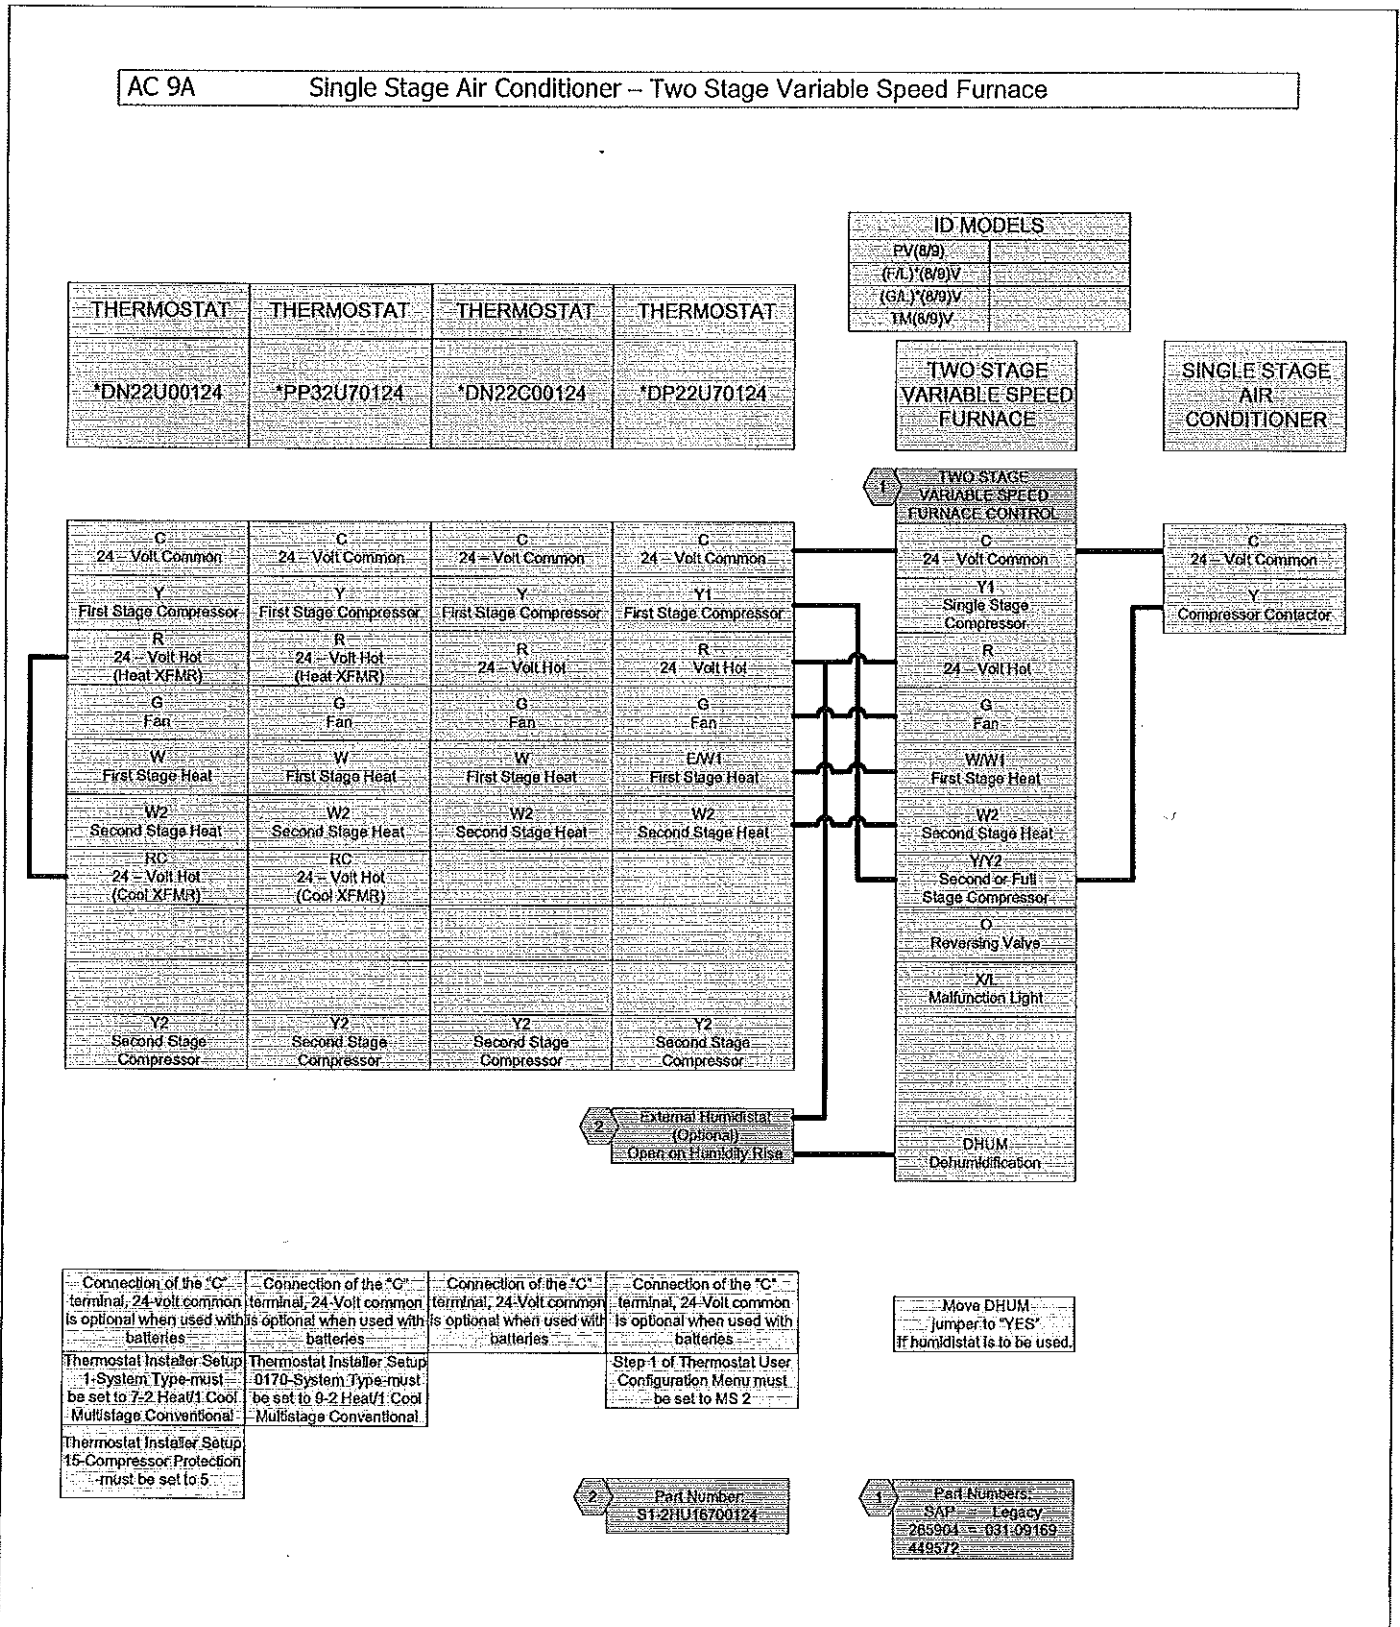 AC 9A Single Stage Air Conditioner – Two Stage Variable Speed Furnace
ID MODELS
PV(8/9)
(F/L)*(8/9)V
(G/L)*(8/9)V
TM(8/9)V
THERMOSTAT
*DN22U00124
THERMOSTAT
*PP32U70124
THERMOSTAT
*DN22C00124
THERMOSTAT
*DP22U70124
TWO STAGE
VARIABLE SPEED
FURNACE
SINGLE STAGE
AIR
CONDITIONER
1
TWO STAGE
VARIABLE SPEED
FURNACE CONTROL
C
24 – Volt Common
Y
First Stage Compressor
R
24 – Volt Hot
(Heat XFMR)
G
Fan
W
First Stage Heat
W2
Second Stage Heat
RC
24 – Volt Hot
(Cool XFMR)
Y2
Second Stage
Compressor
C
24 – Volt Common
Y
First Stage Compressor
R
24 – Volt Hot
(Heat XFMR)
G
Fan
W
First Stage Heat
W2
Second Stage Heat
RC
24 – Volt Hot
(Cool XFMR)
Y2
Second Stage
Compressor
C
24 – Volt Common
Y
First Stage Compressor
R
24 – Volt Hot
G
Fan
W
First Stage Heat
W2
Second Stage Heat
Y2
Second Stage
Compressor
C
24 – Volt Common
Y1
First Stage Compressor
R
24 – Volt Hot
G
Fan
E/W1
First Stage Heat
W2
Second Stage Heat
Y2
Second Stage
Compressor
C
24 – Volt Common
Y1
Single Stage
Compressor
R
24 – Volt Hot
G
Fan
W/W1
First Stage Heat
W2
Second Stage Heat
Y/Y2
Second or Full
Stage Compressor
O
Reversing Valve
X/L
Malfunction Light
DHUM
Dehumidification
C
24 – Volt Common
Y
Compressor Contactor
2
External Humidistat
(Optional)
Open on Humidity Rise
Connection of the "C"
terminal, 24-volt common
is optional when used with
batteries
Thermostat Installer Setup
1-System Type-must
be set to 7-2 Heat/1 Cool
Multistage Conventional
Thermostat Installer Setup
15-Compressor Protection
-must be set to 5
Connection of the "C"
terminal, 24-Volt common
is optional when used with
batteries
Thermostat Installer Setup
0170-System Type-must
be set to 9-2 Heat/1 Cool
Multistage Conventional
Connection of the "C"
terminal, 24-Volt common
is optional when used with
batteries
Connection of the "C"
terminal, 24-Volt common
is optional when used with
batteries
Step 1 of Thermostat User
Configuration Menu must
be set to MS 2
Move DHUM
jumper to "YES"
if humidistat is to be used.
2
Part Number:
S1-2HU16700124
1
Part Numbers:
SAP = Legacy
265904 = 031-09169
449572